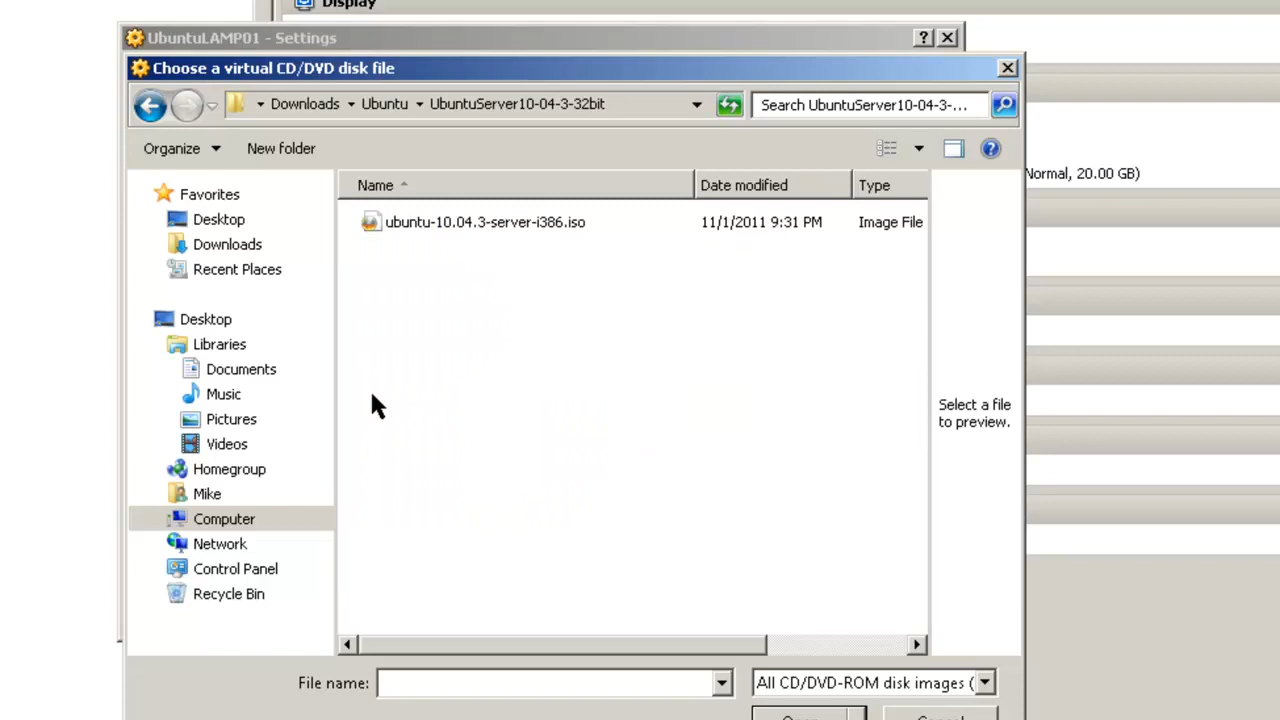 Display
UbuntuLAMP01 - Settings
Choose a virtual CD/DVD disk file
Downloads Ubuntu UbuntuServer10-04-3-32bit
Search UbuntuServer10-04-3-...
Organize New folder
Name Date modified Type
ubuntu-10.04.3-server-i386.iso 11/1/2011 9:31 PM Image File
Normal, 20.00 GB)
Favorites
Desktop
Downloads
Recent Places
Desktop
Libraries
Documents
Music
Pictures
Videos
Homegroup
Mike
Computer
Network
Control Panel
Recycle Bin
Select a file
to preview.
File name:
All CD/DVD-ROM disk images (